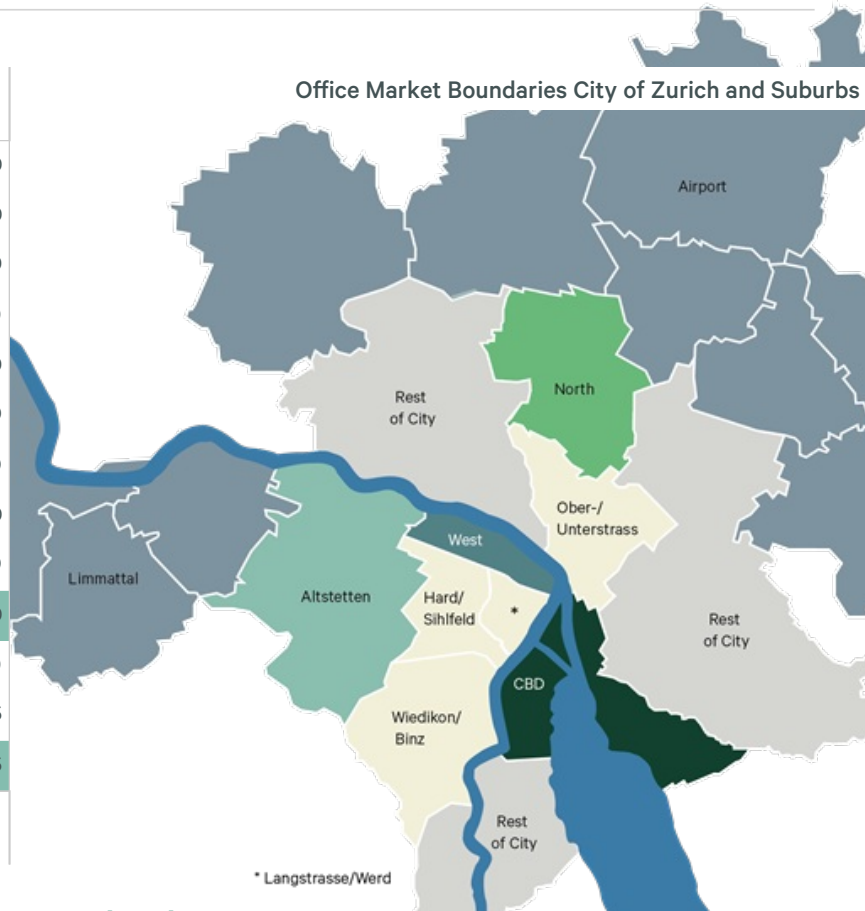 Office Market Boundaries City of Zurich and Suburbs
Airport
North
Rest
of City
Ober-/
Unterstrass
West
Limmattal
Altstetten
Hard/
Sihlfeld
*
Rest
of City
CBD
Wiedikon/
Binz
Rest
of City
* Langstrasse/Werd